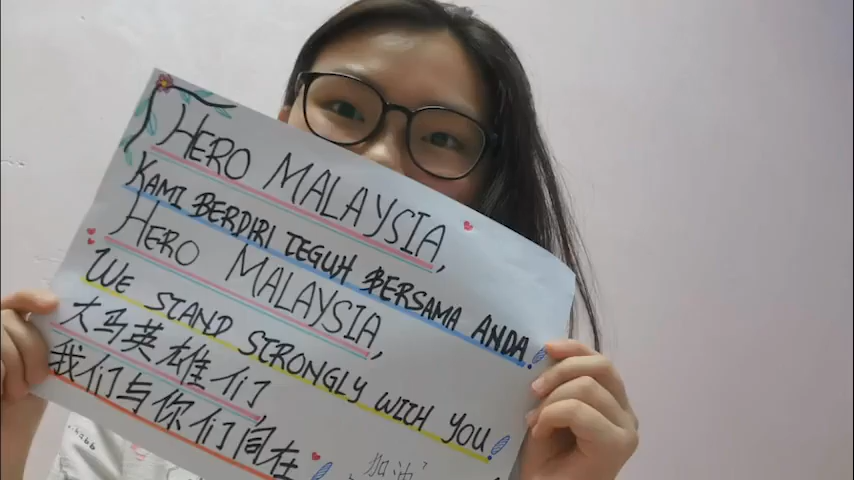 HERO MALAYSIA,
KAMI BERDIRI TEGUH BERSAMA ANDA!
HERO MALAYSIA,
WE STAND STRONGLY WITH YOU!
大马英雄们,
我们与你们同在!
加油